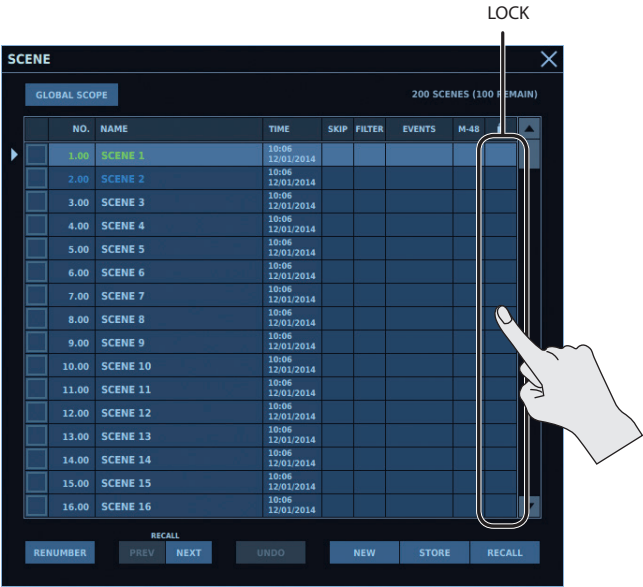 LOCK
SCENE
GLOBAL SCOPE 200 SCENES (100 REMAIN)
NO. NAME TIME SKIP FILTER EVENTS M-48
1.00 SCENE 1 10:06 12/01/2014
2.00 SCENE 2 10:06 12/01/2014
3.00 SCENE 3 10:06 12/01/2014
4.00 SCENE 4 10:06 12/01/2014
5.00 SCENE 5 10:06 12/01/2014
6.00 SCENE 6 10:06 12/01/2014
7.00 SCENE 7 10:06 12/01/2014
8.00 SCENE 8 10:06 12/01/2014
9.00 SCENE 9 10:06 12/01/2014
10.00 SCENE 10 10:06 12/01/2014
11.00 SCENE 11 10:06 12/01/2014
12.00 SCENE 12 10:06 12/01/2014
13.00 SCENE 13 10:06 12/01/2014
14.00 SCENE 14 10:06 12/01/2014
15.00 SCENE 15 10:06 12/01/2014
16.00 SCENE 16 10:06 12/01/2014
RECALL
RENUMBER PREV NEXT UNDO NEW STORE RECALL